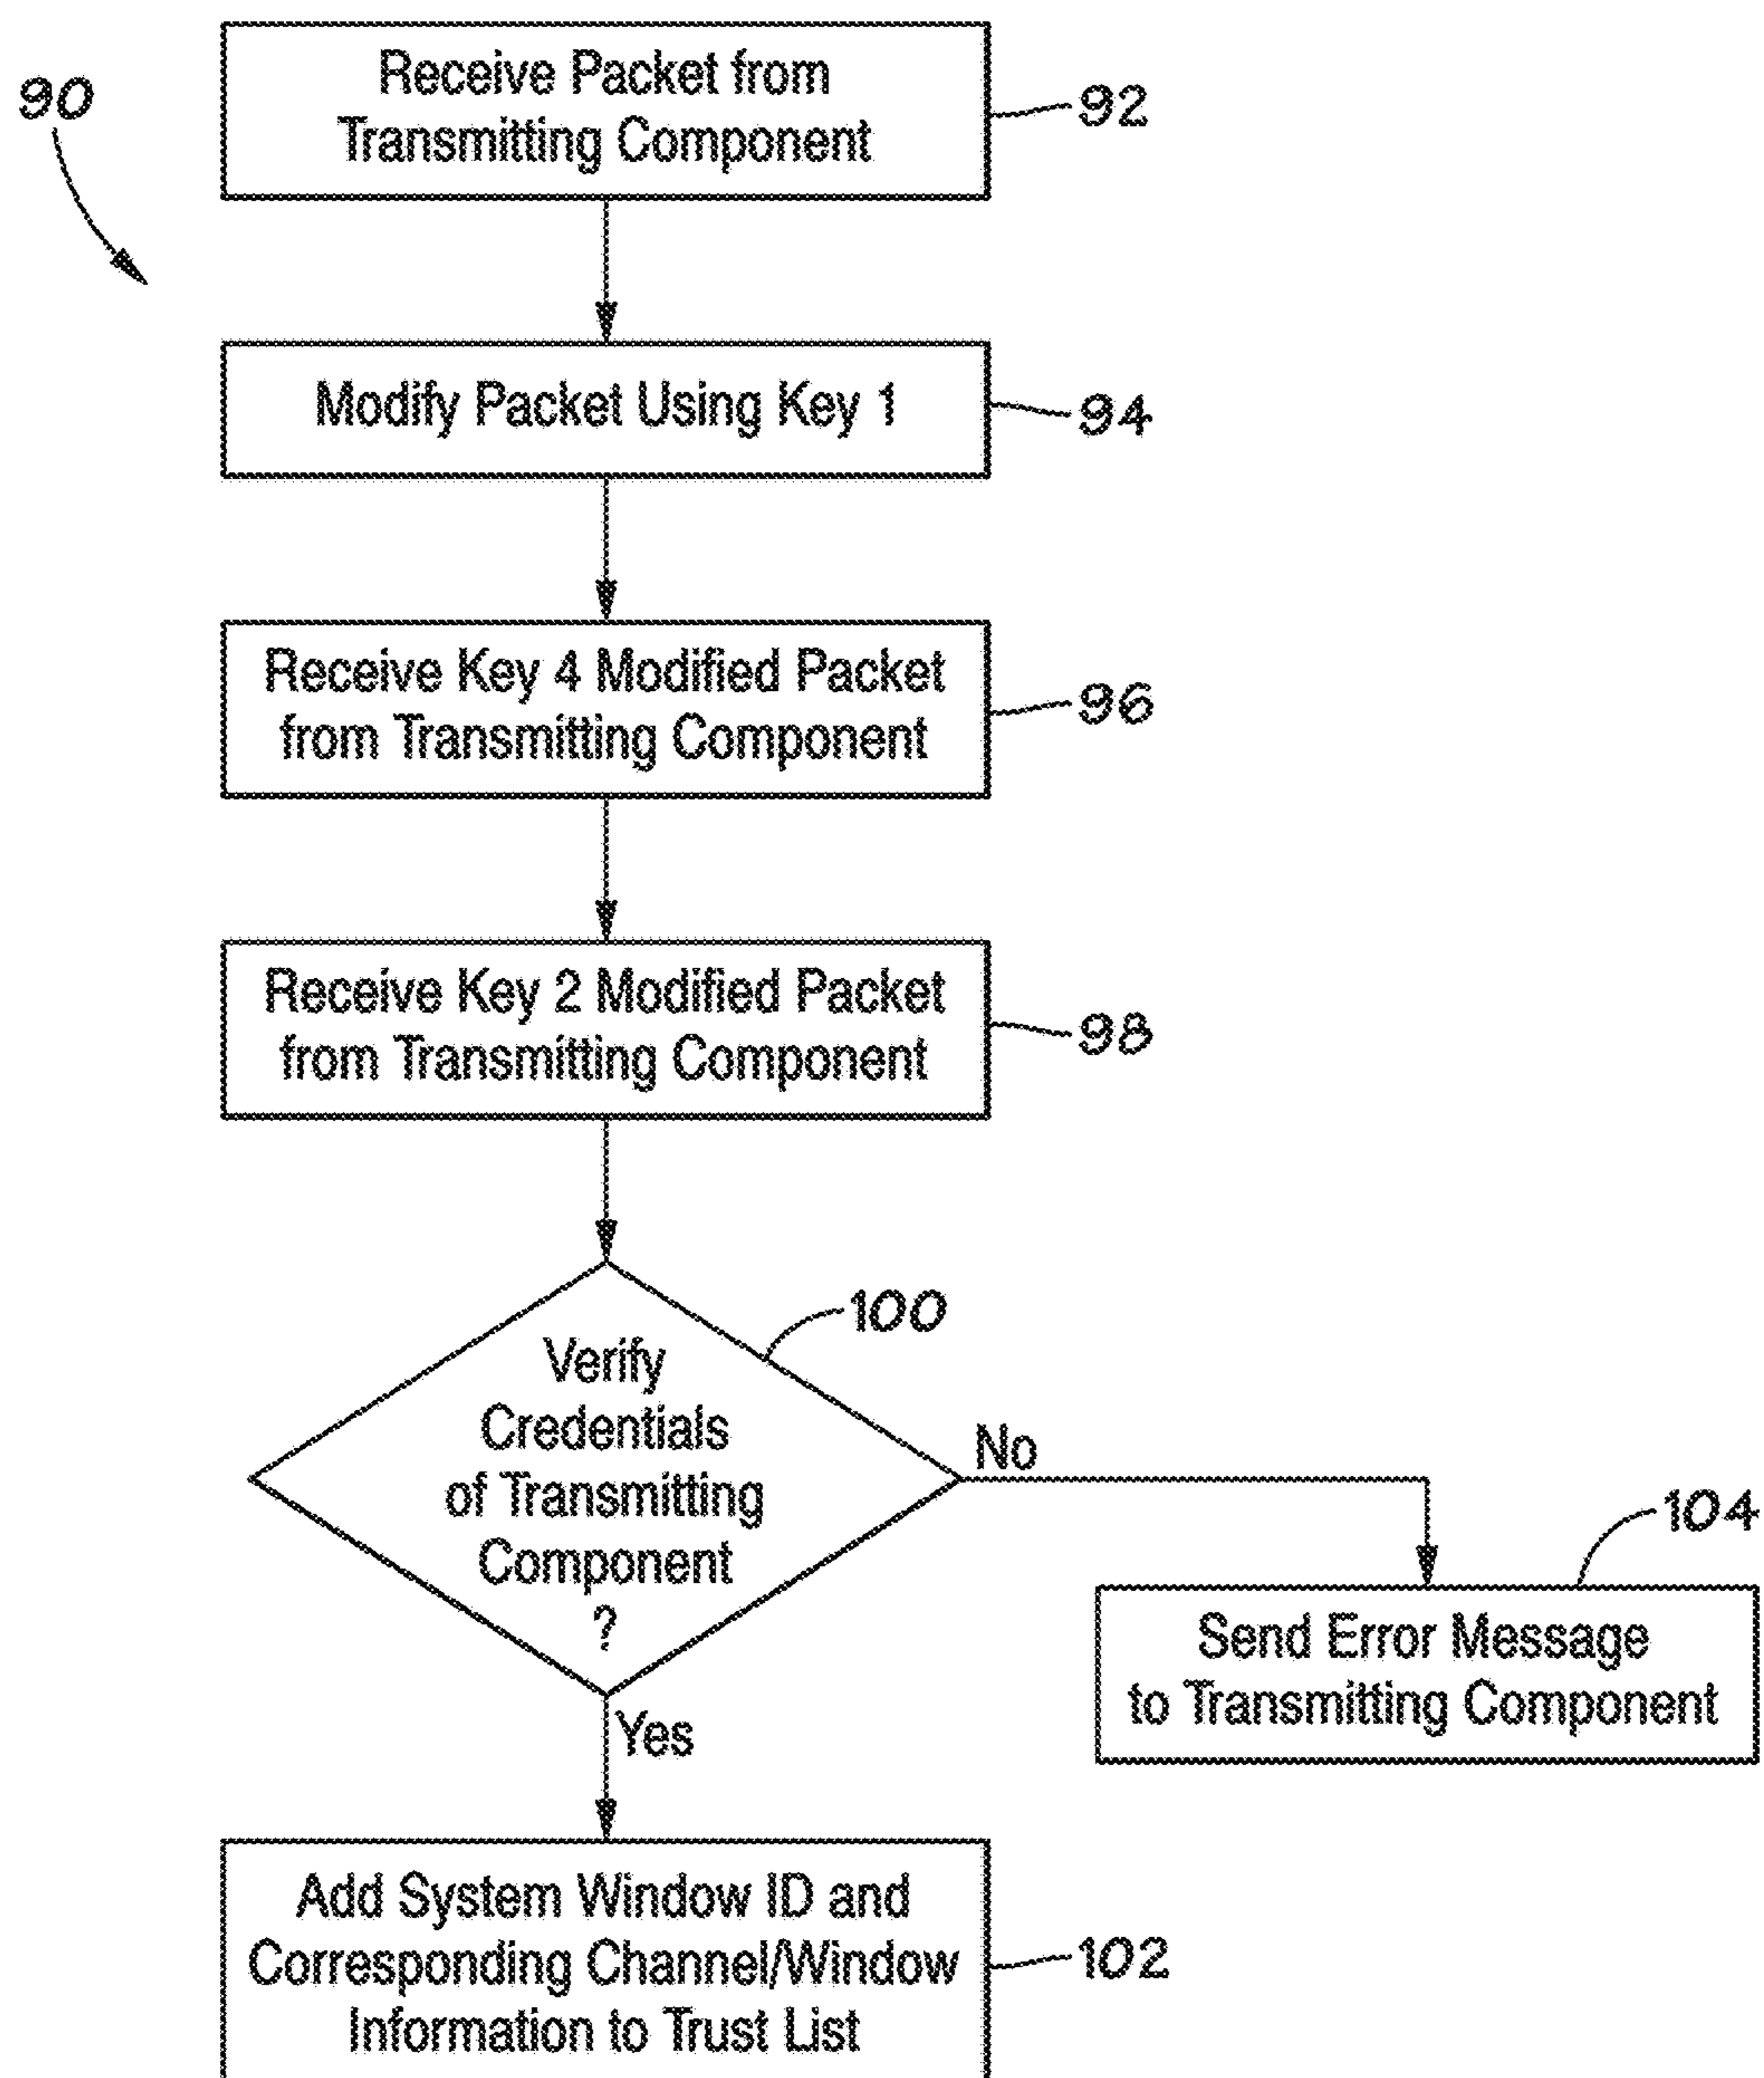 90
Receive Packet from
Transmitting Component
92
Modify Packet Using Key 1
94
Receive Key 4 Modified Packet
from Transmitting Component
96
Receive Key 2 Modified Packet
from Transmitting Component
98
Verify
Credentials
of Transmitting
Component
?
100
No
104
Send Error Message
to Transmitting Component
Yes
Add System Window ID and
Corresponding Channel/Window
Information to Trust List
102